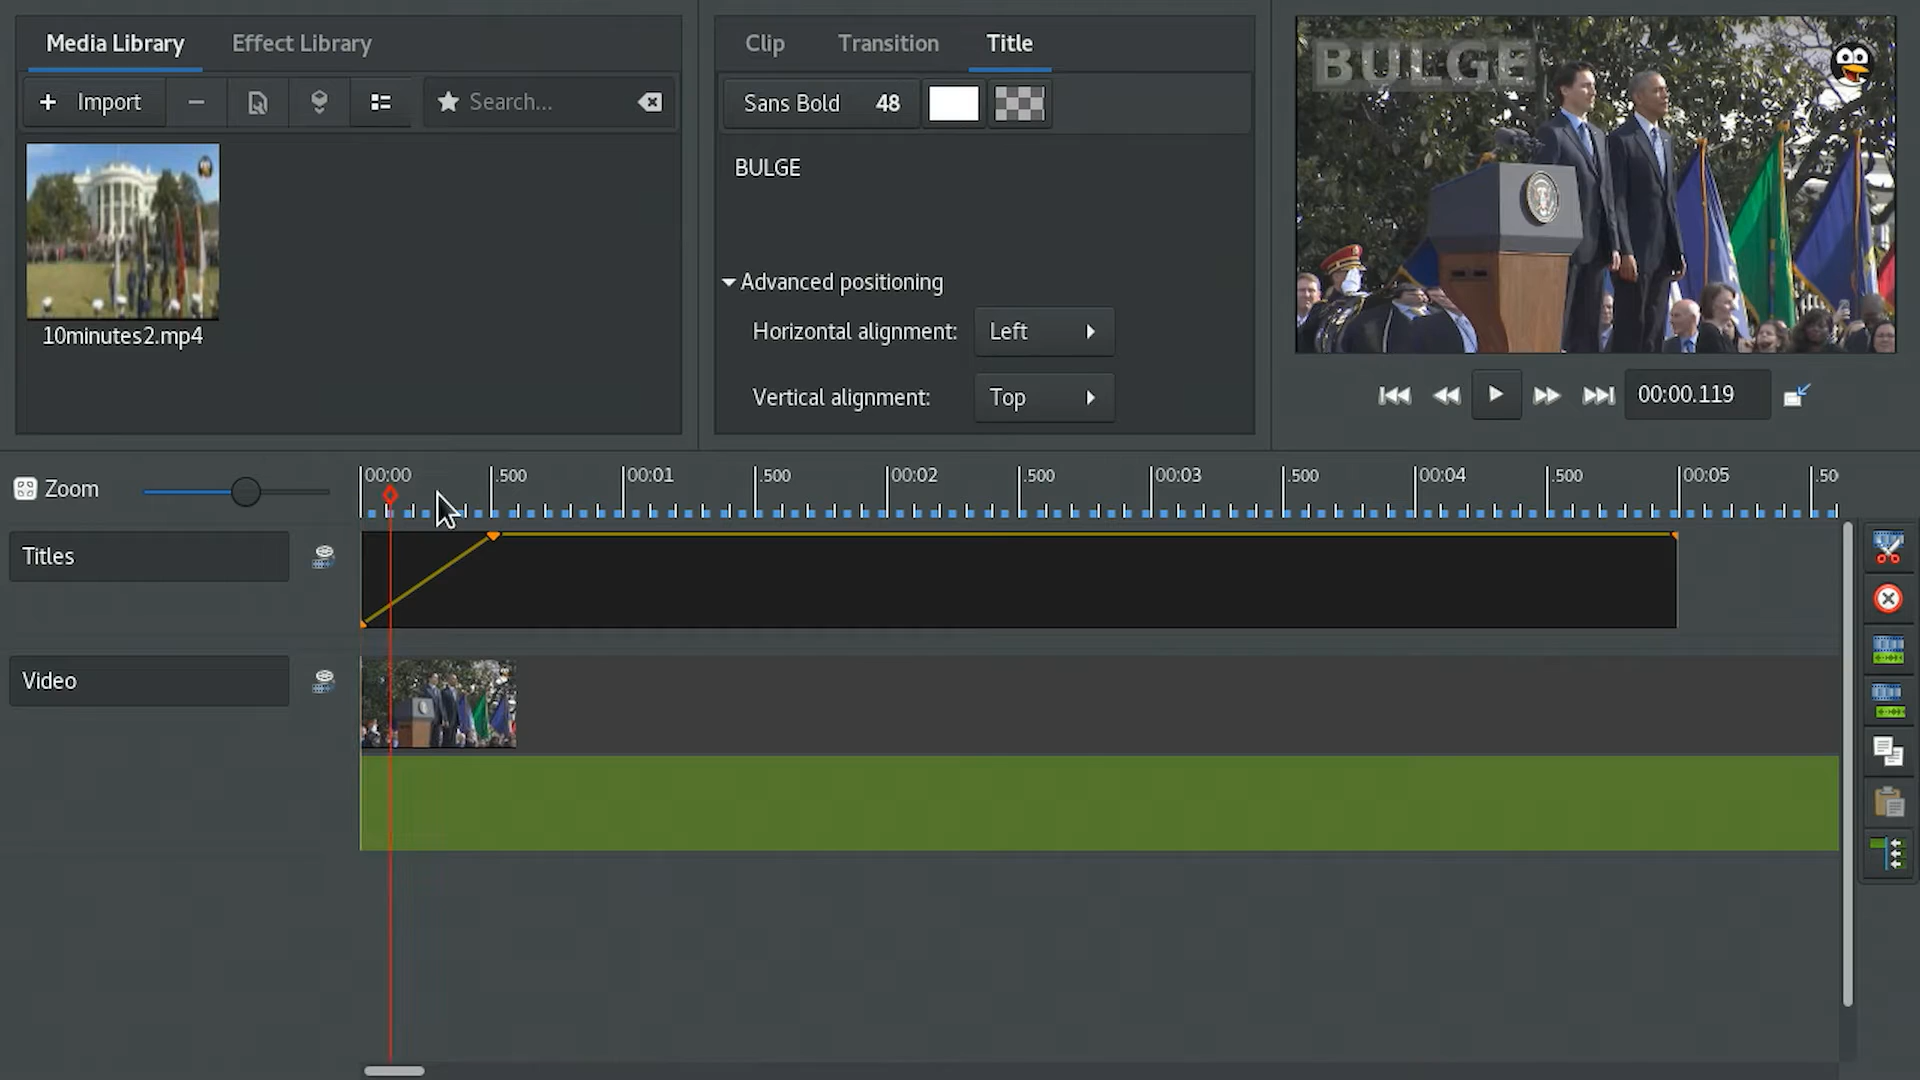 Media Library
Effect Library
Import
Search...
10minutes2.mp4
Clip
Transition
Title
Sans Bold 48
BULGE
Advanced positioning
Horizontal alignment: Left
Vertical alignment: Top
BULGE
00:00.119
Zoom
00:00 .500 00:01 .500 00:02 .500 00:03 .500 00:04 .500 00:05 .50
Titles
Video